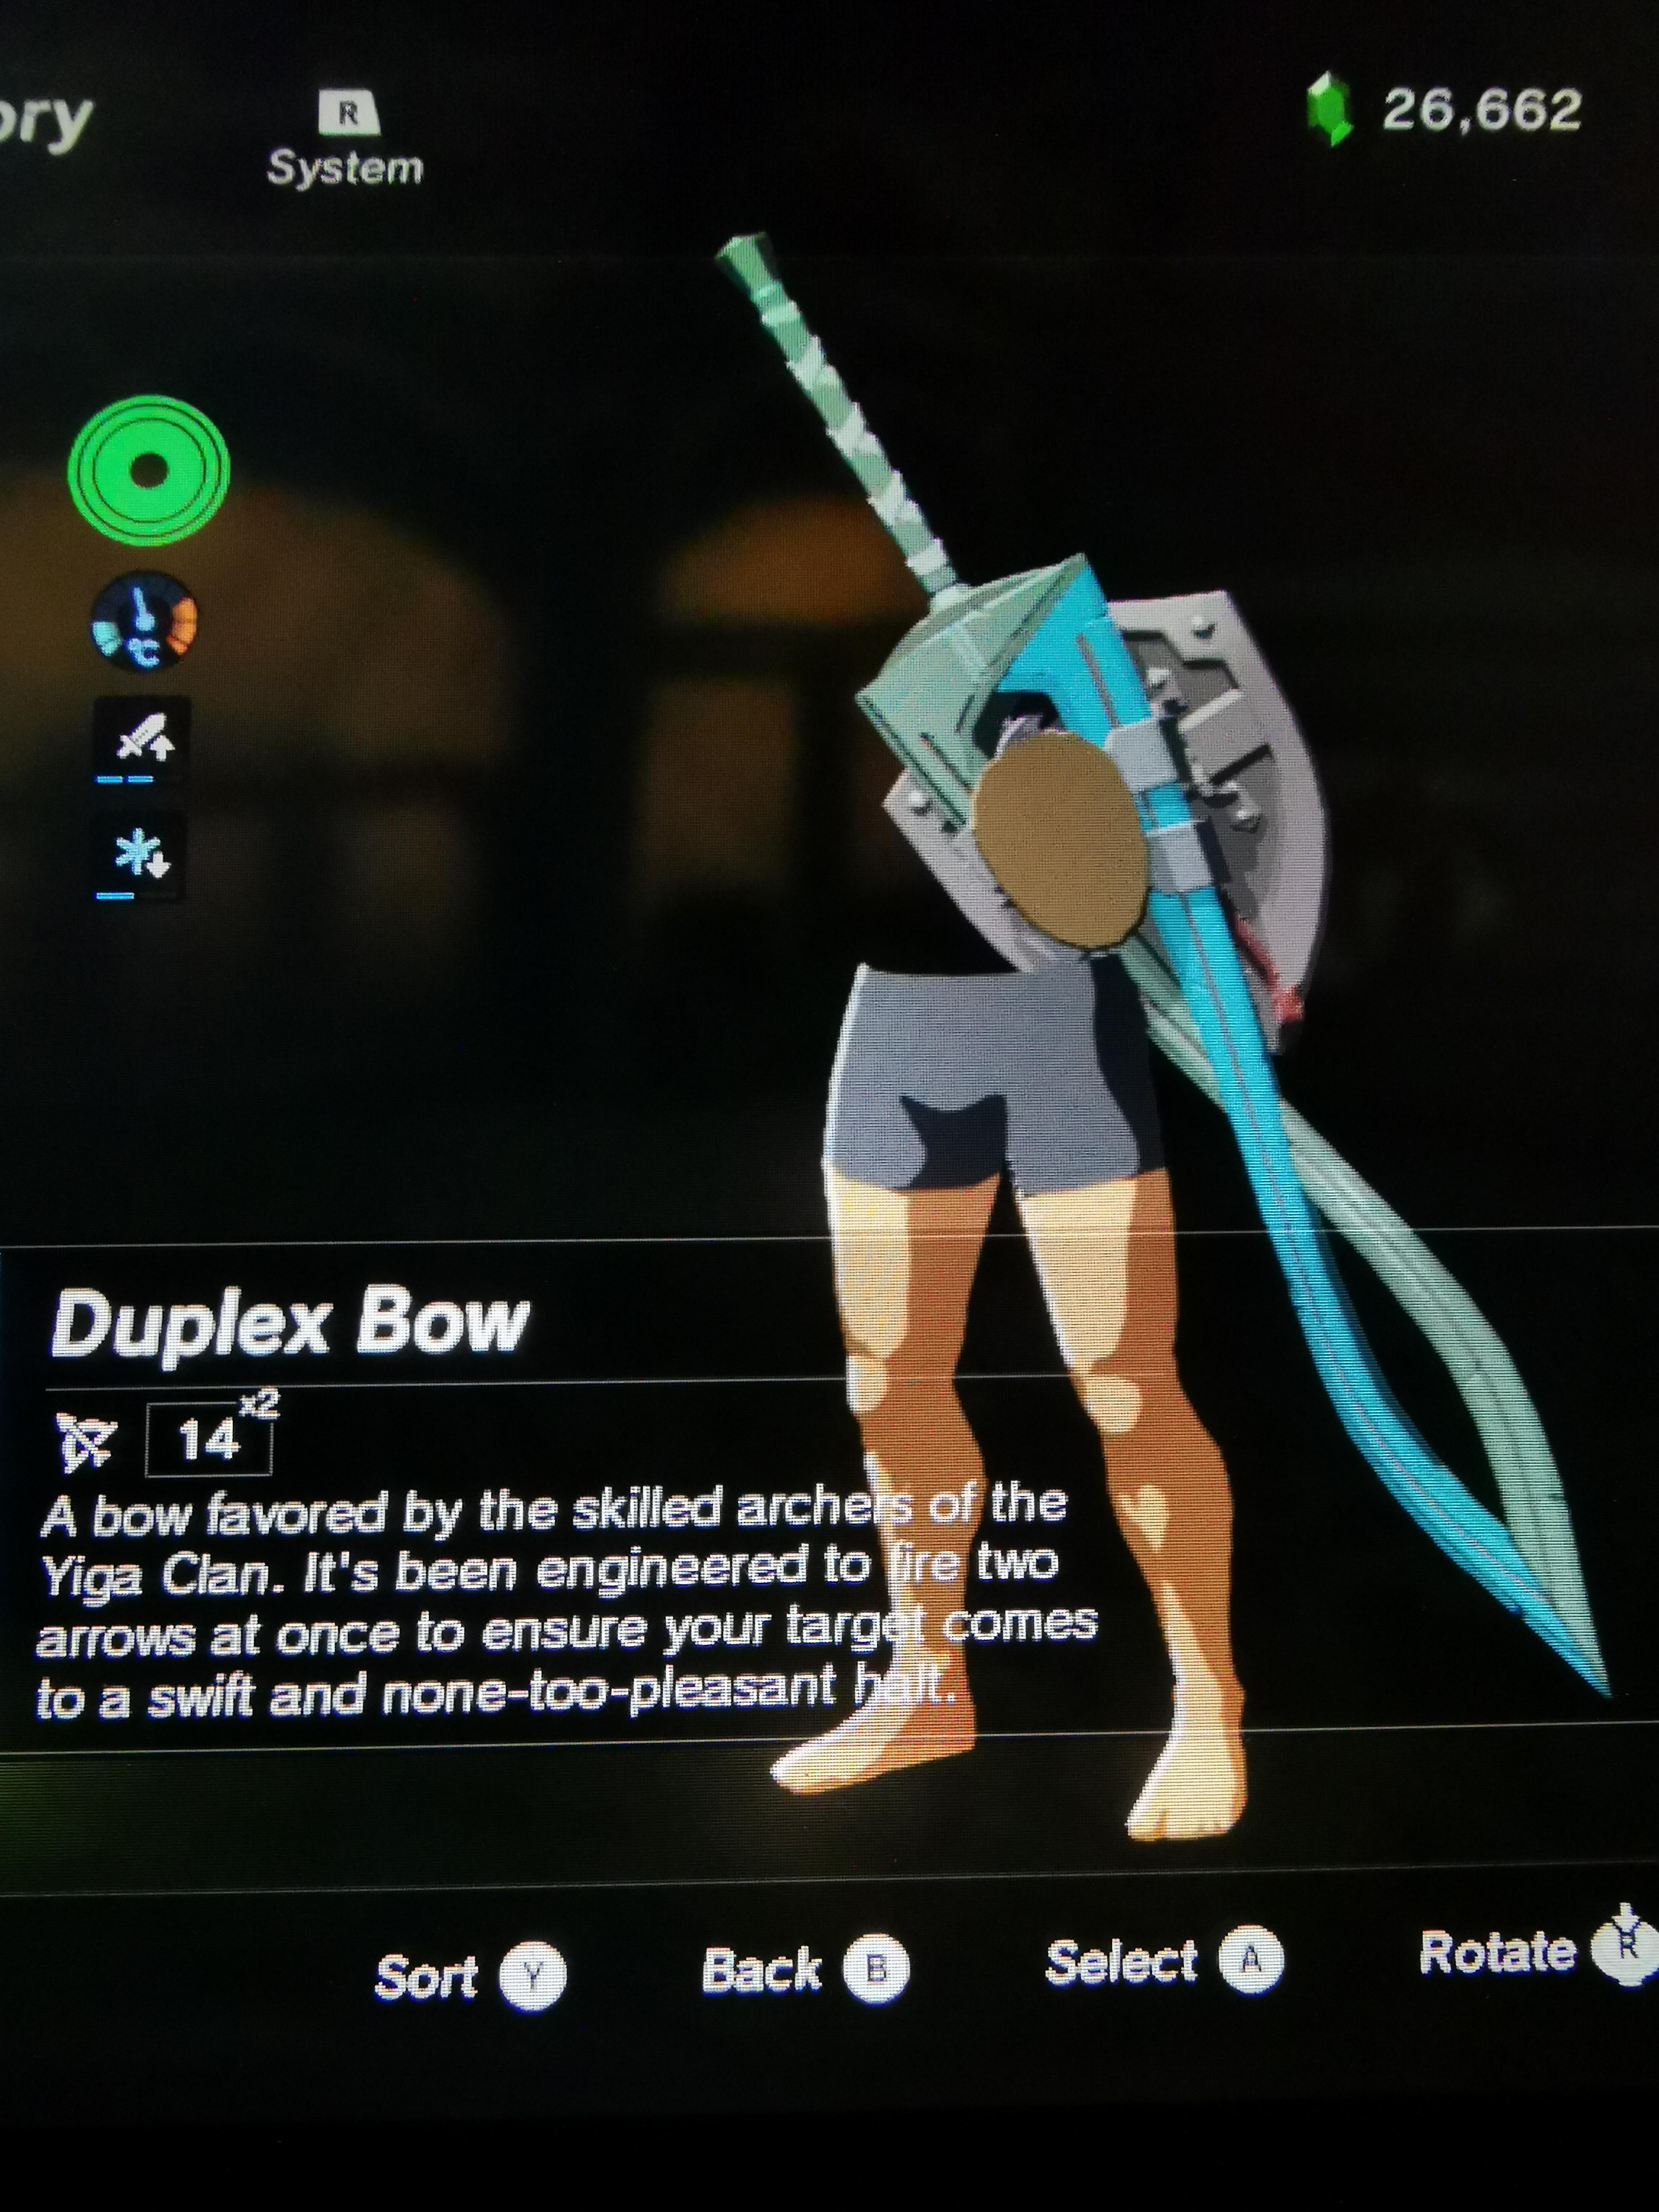 ory
R
System
26,662
°C
Duplex Bow
14 x2
A bow favored by the skilled archers of the
Yiga Clan. It's been engineered to fire two
arrows at once to ensure your target comes
to a swift and none-too-pleasant halt.
Sort Y Back B Select A Rotate R